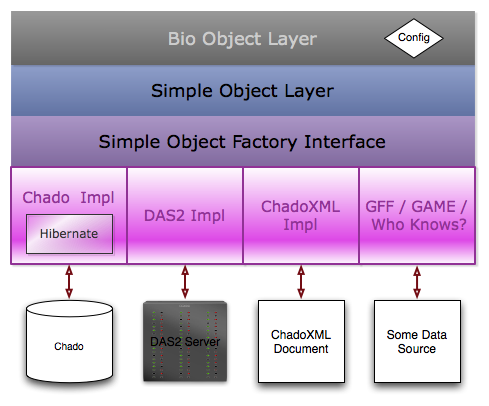 Bio Object Layer
Config
Simple Object Layer
Simple Object Factory Interface
Chado Impl
Hibernate
DAS2 Impl
ChadoXML
Impl
GFF / GAME /
Who Knows?
Chado
DAS2 Server
ChadoXML
Document
Some Data
Source